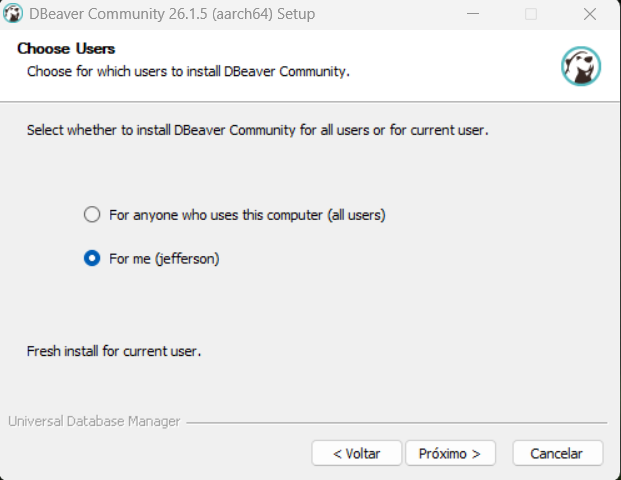 DBeaver Community 26.1.5 (aarch64) Setup
Choose Users
Choose for which users to install DBeaver Community.
Select whether to install DBeaver Community for all users or for current user.
For anyone who uses this computer (all users)
For me (jefferson)
Fresh install for current user.
Universal Database Manager
< Voltar
Próximo >
Cancelar